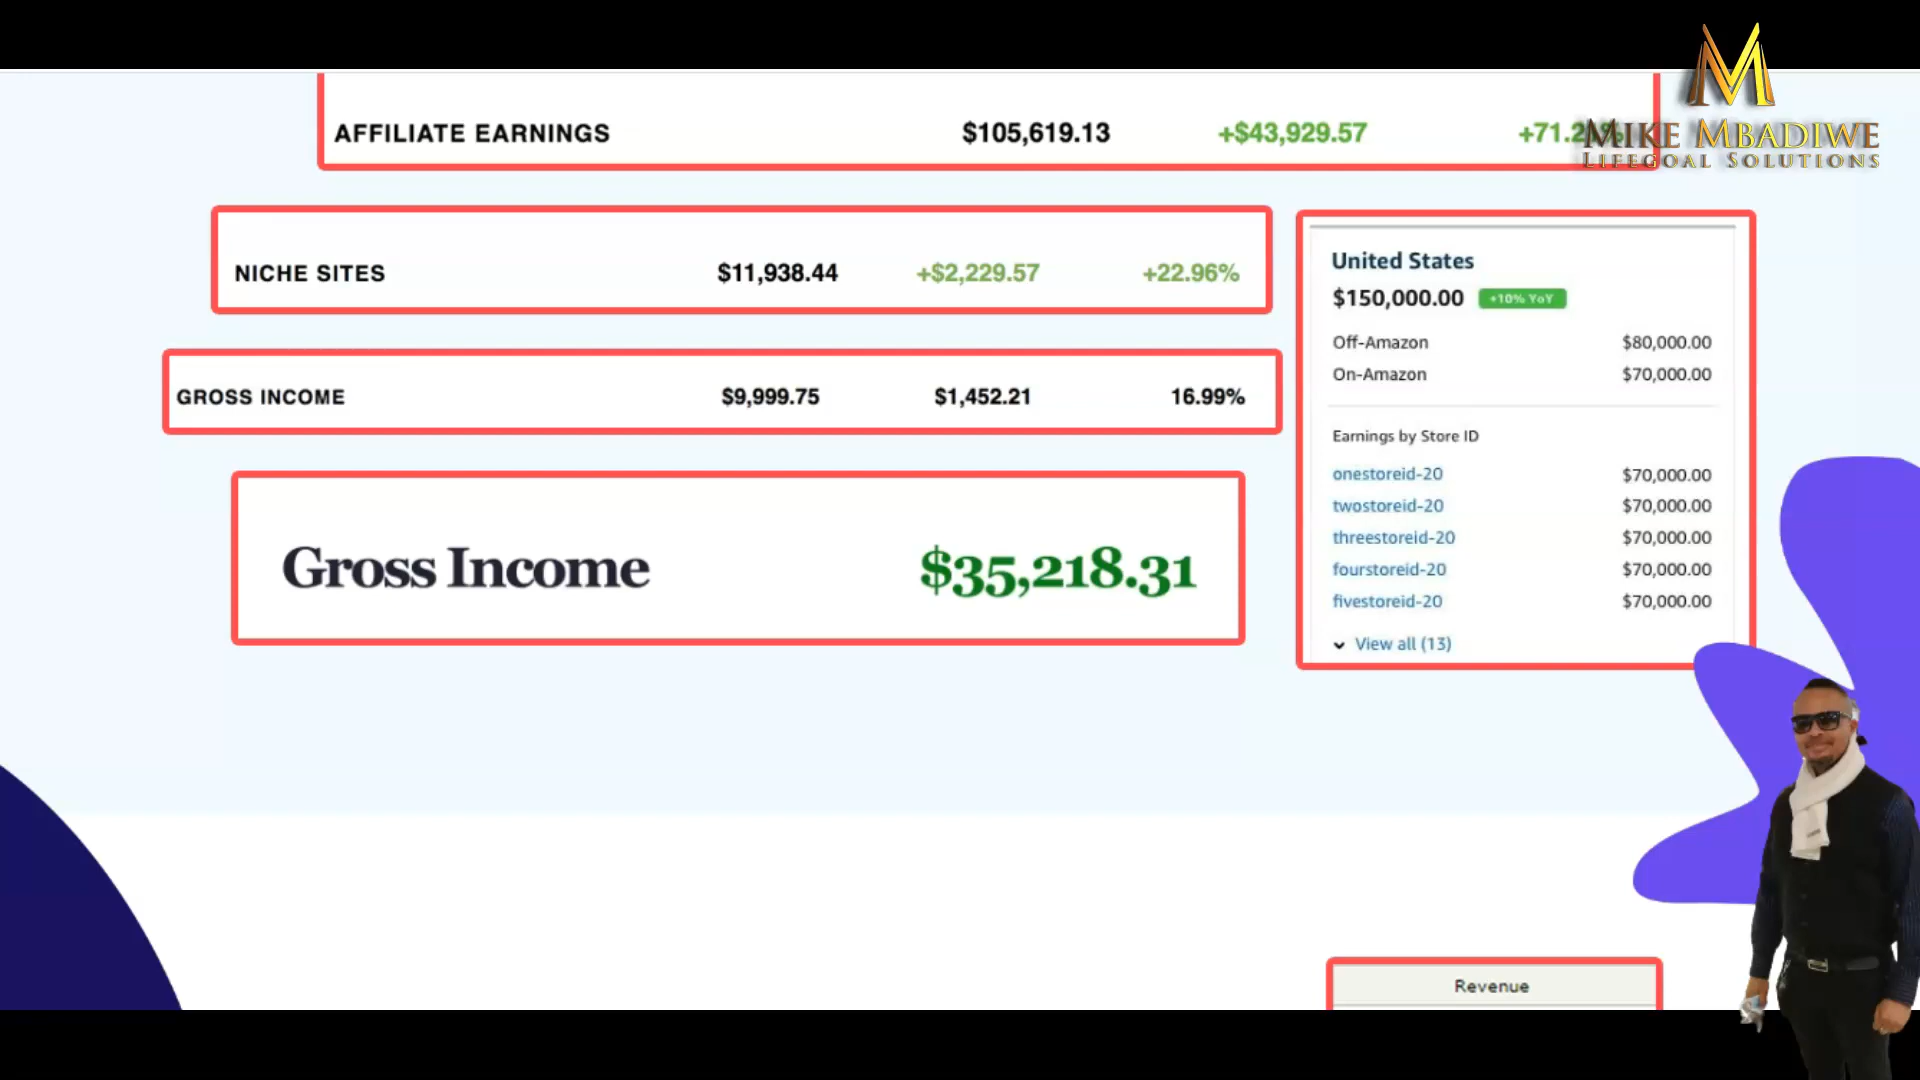 AFFILIATE EARNINGS $105,619.13 +$43,929.57
MIKE MBADIWE
LIFEGOAL SOLUTIONS
NICHE SITES $11,938.44 +$2,229.57 +22.96%
GROSS INCOME $9,999.75 $1,452.21 16.99%
Gross Income $35,218.31
United States
$150,000.00 +10% YoY
Off-Amazon $80,000.00
On-Amazon $70,000.00
Earnings by Store ID
onestoreid-20 $70,000.00
twostoreid-20 $70,000.00
threestoreid-20 $70,000.00
fourstoreid-20 $70,000.00
fivestoreid-20 $70,000.00
View all (13)
Revenue